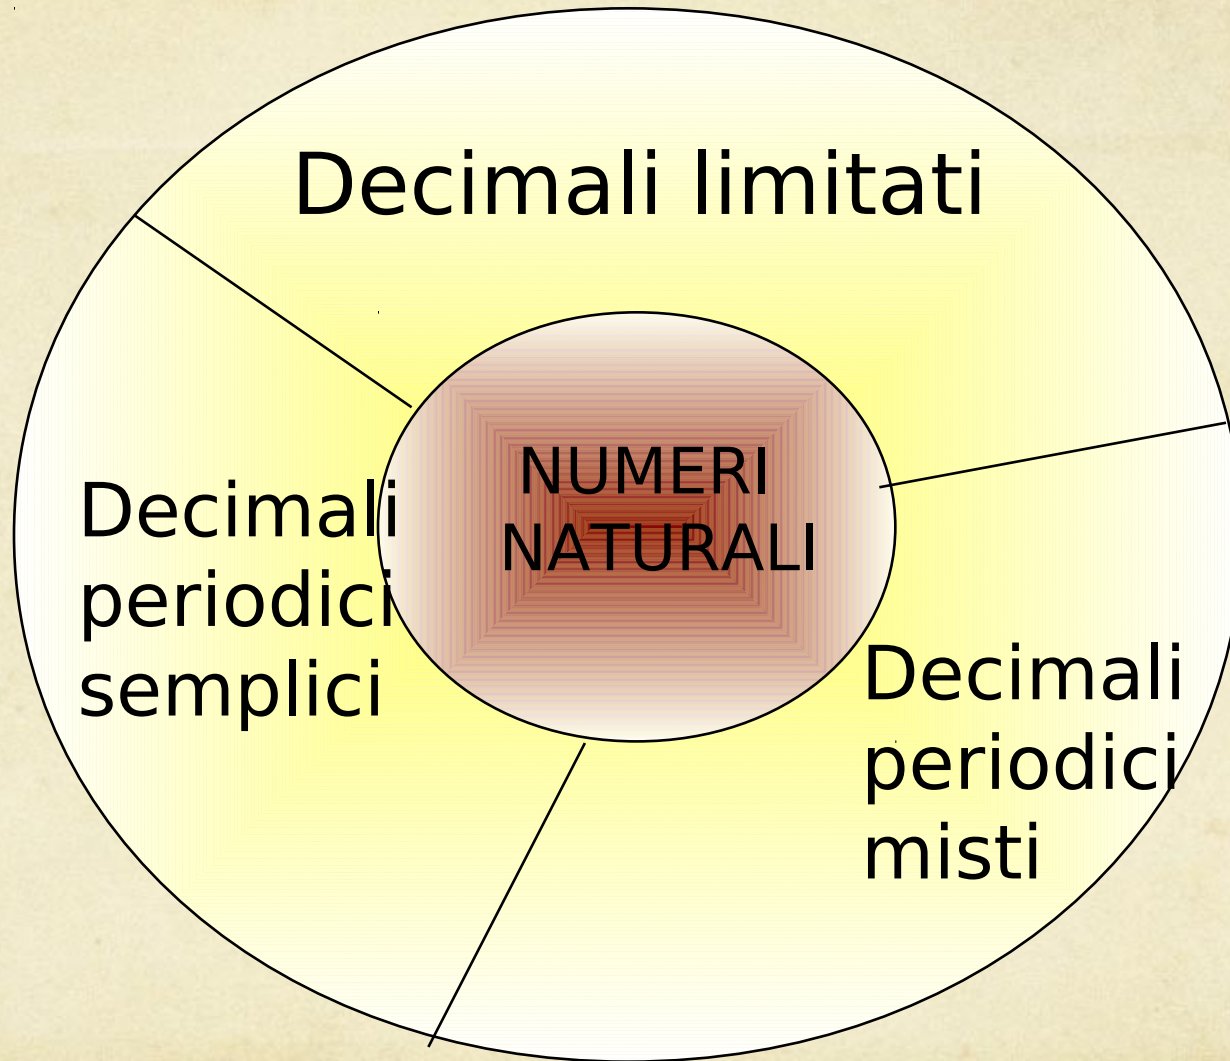 Decimali limitati
NUMERI
NATURALI
Decimali
periodici
semplici
Decimali
periodici
misti